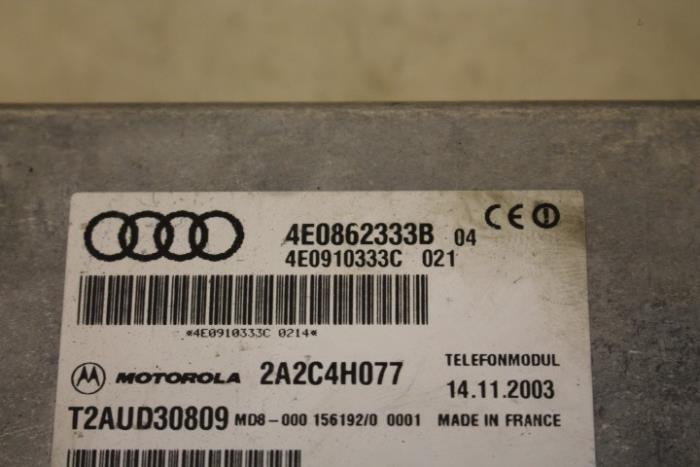 4E0862333B 04 CE
4E0910333C 021
*4E0910333C 0214*
MOTOROLA 2A2C4H077 TELEFONMODUL
14.11.2003
T2AUD30809 MD8-000 156192/0 0001 MADE IN FRANCE